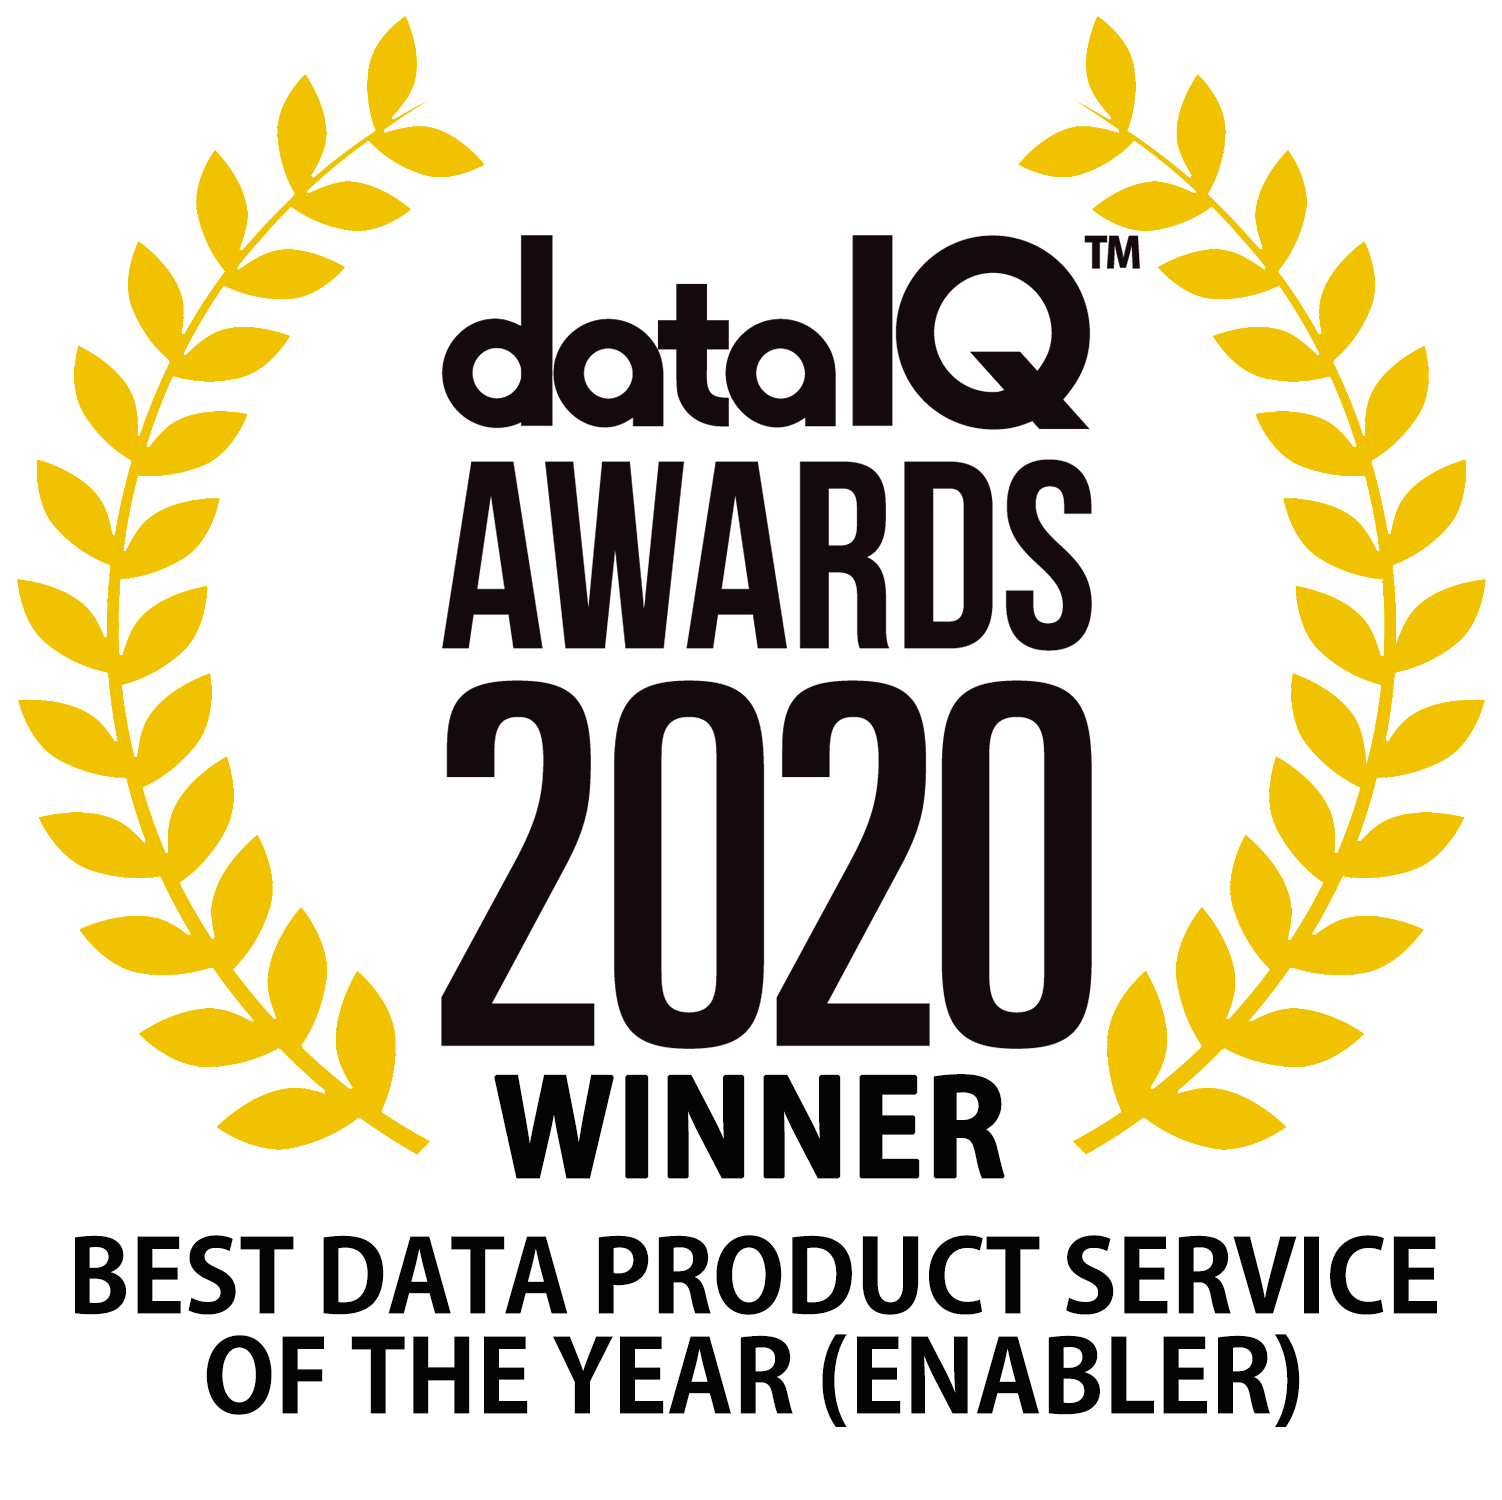 dataIQ™
AWARDS
2020
WINNER
BEST DATA PRODUCT SERVICE
OF THE YEAR (ENABLER)